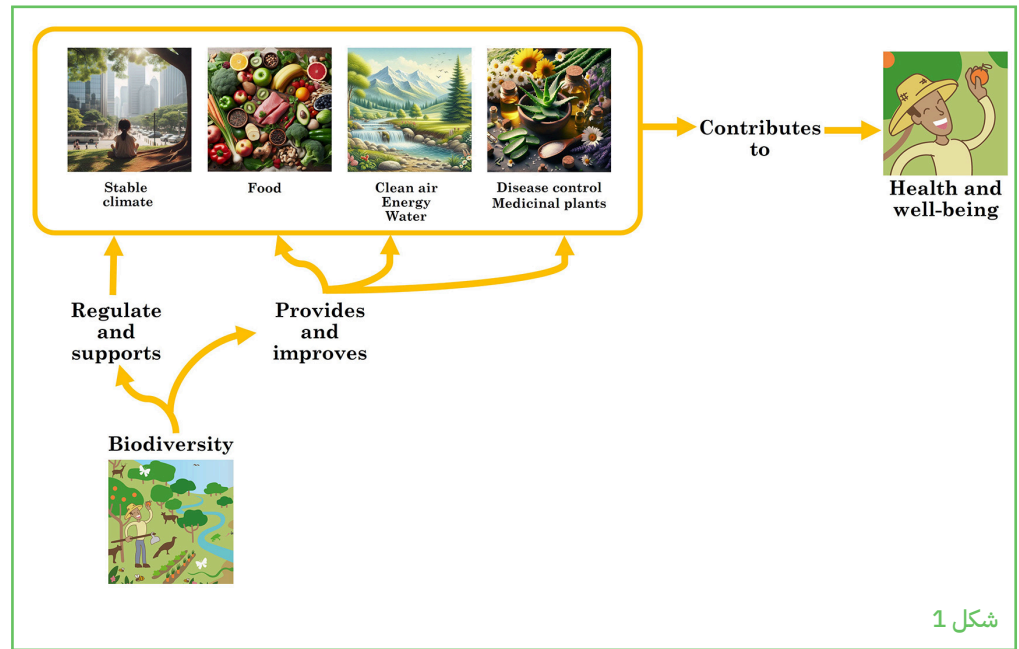 Stable
climate
Food
Clean air
Energy
Water
Disease control
Medicinal plants
Contributes
to
Health and
well-being
Regulate
and
supports
Provides
and
improves
Biodiversity
شكل 1